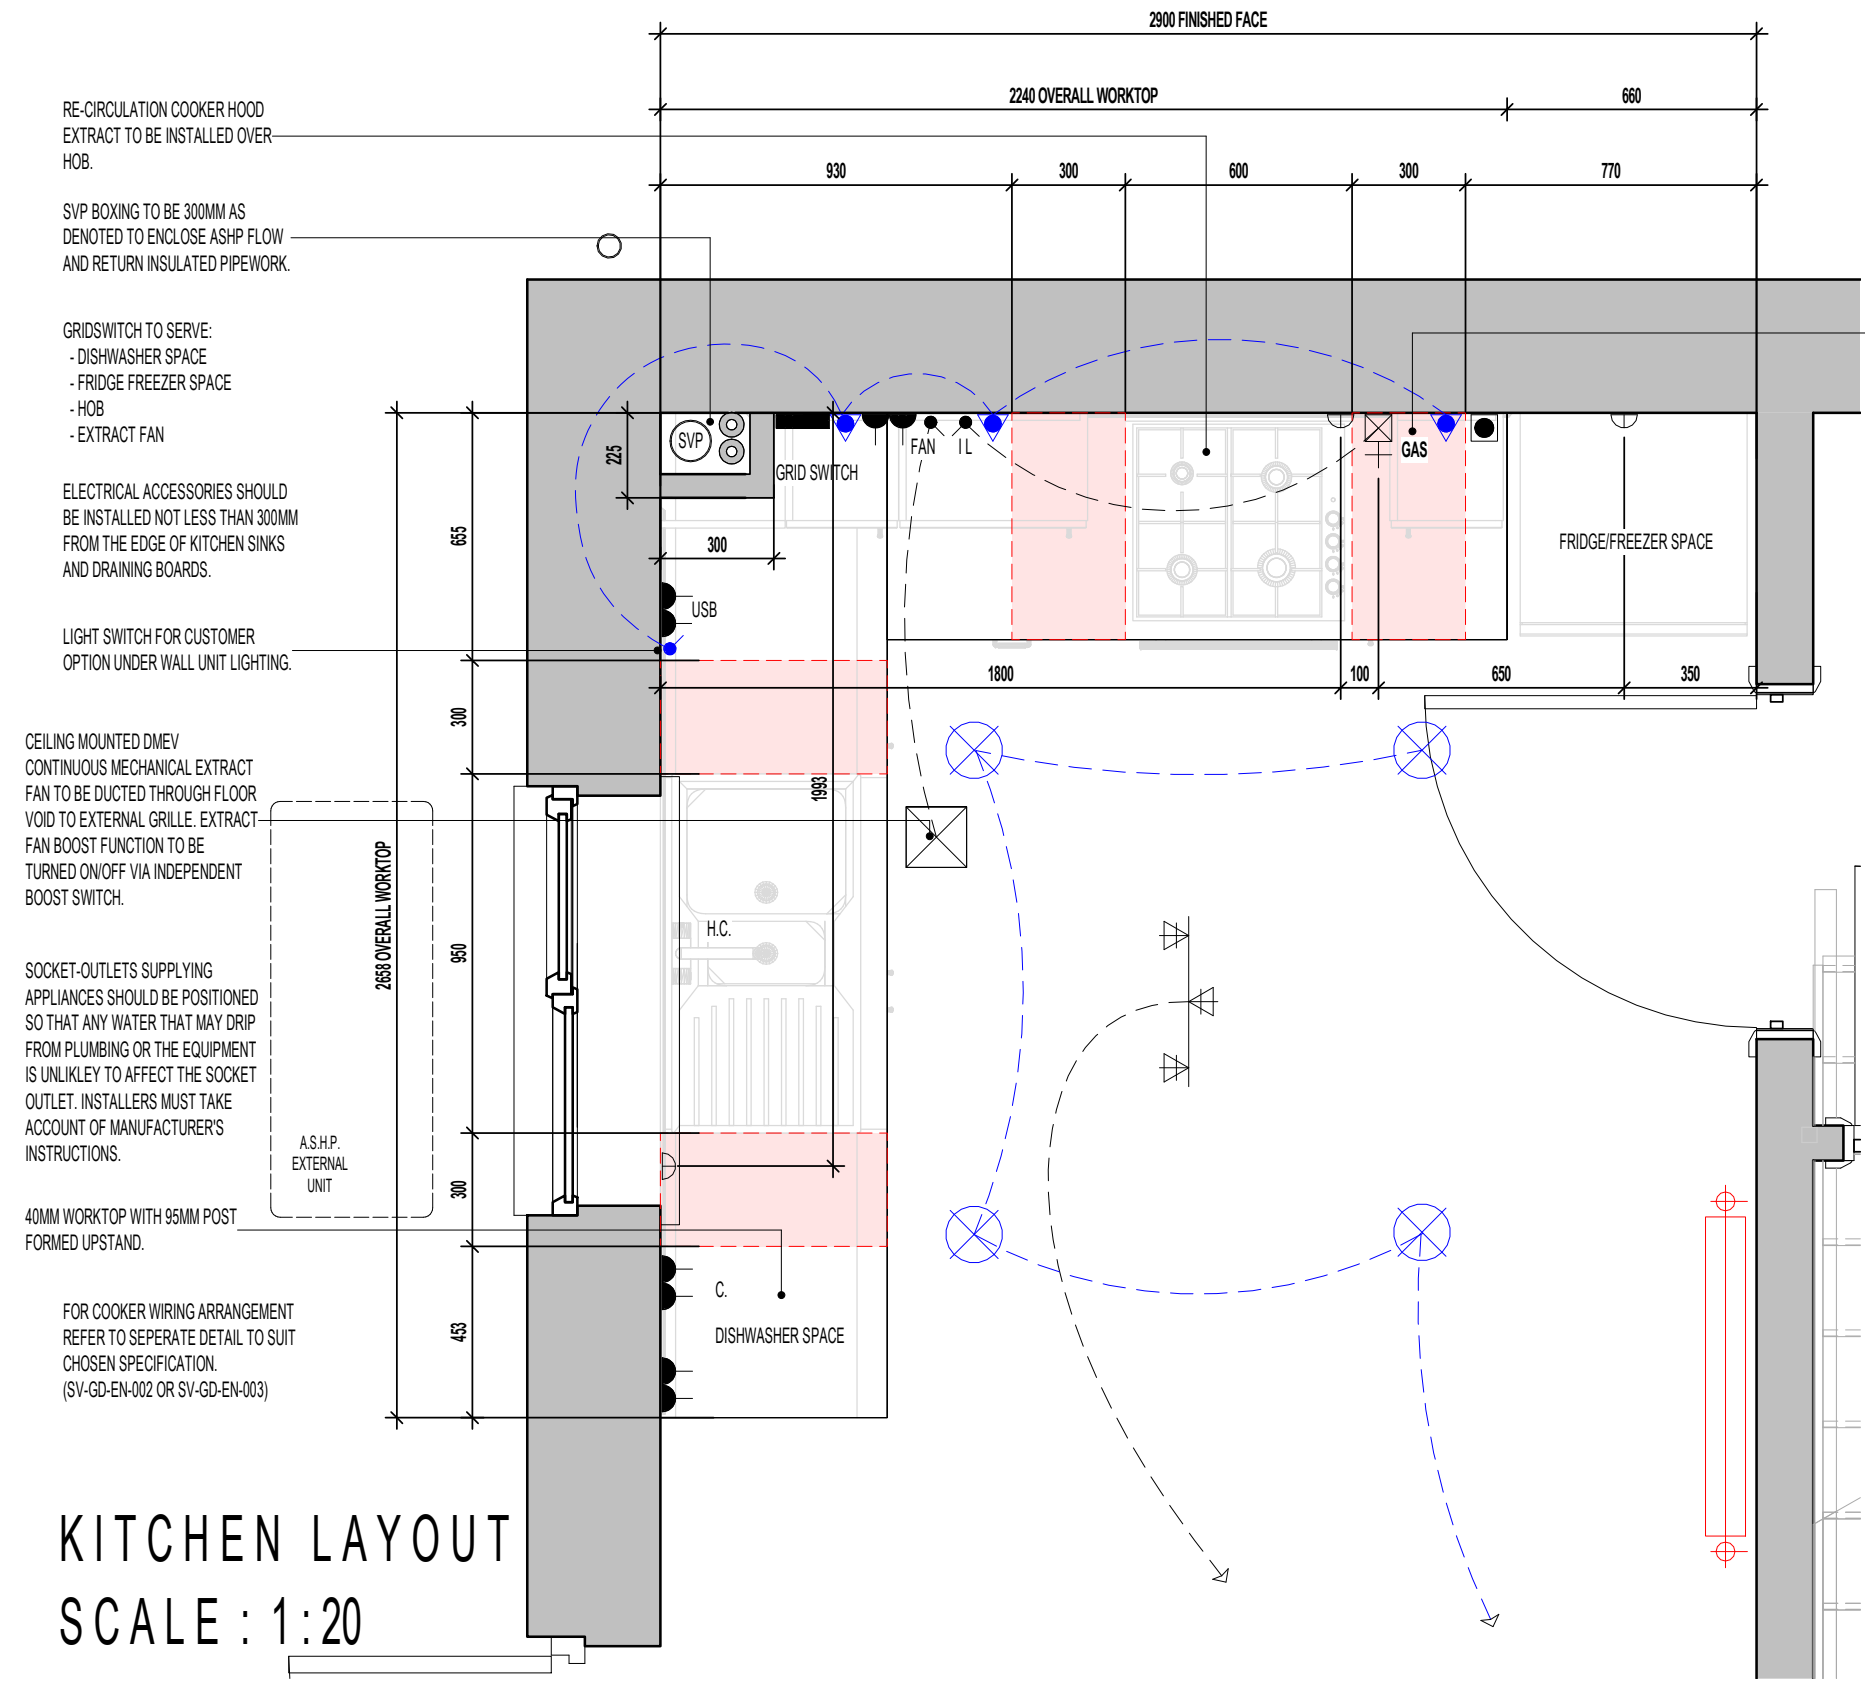 2900 FINISHED FACE
2240 OVERALL WORKTOP
660
930
300
600
300
770
RE-CIRCULATION COOKER HOOD
EXTRACT TO BE INSTALLED OVER
HOB.
SVP BOXING TO BE 300MM AS
DENOTED TO ENCLOSE ASHP FLOW
AND RETURN INSULATED PIPEWORK.
GRIDSWITCH TO SERVE:
- DISHWASHER SPACE
- FRIDGE FREEZER SPACE
- HOB
- EXTRACT FAN
ELECTRICAL ACCESSORIES SHOULD
BE INSTALLED NOT LESS THAN 300MM
FROM THE EDGE OF KITCHEN SINKS
AND DRAINING BOARDS.
LIGHT SWITCH FOR CUSTOMER
OPTION UNDER WALL UNIT LIGHTING.
CEILING MOUNTED DMEV
CONTINUOUS MECHANICAL EXTRACT
FAN TO BE DUCTED THROUGH FLOOR
VOID TO EXTERNAL GRILLE. EXTRACT
FAN BOOST FUNCTION TO BE
TURNED ON/OFF VIA INDEPENDENT
BOOST SWITCH.
SOCKET-OUTLETS SUPPLYING
APPLIANCES SHOULD BE POSITIONED
SO THAT ANY WATER THAT MAY DRIP
FROM PLUMBING OR THE EQUIPMENT
IS UNLIKLEY TO AFFECT THE SOCKET
OUTLET. INSTALLERS MUST TAKE
ACCOUNT OF MANUFACTURER'S
INSTRUCTIONS.
40MM WORKTOP WITH 95MM POST
FORMED UPSTAND.
FOR COOKER WIRING ARRANGEMENT
REFER TO SEPERATE DETAIL TO SUIT
CHOSEN SPECIFICATION.
(SV-GD-EN-002 OR SV-GD-EN-003)
A.S.H.P.
EXTERNAL
UNIT
2658 OVERALL WORKTOP
655
300
950
300
453
225
SVP
GRID SWITCH
FAN
I L
GAS
300
USB
FRIDGE/FREEZER SPACE
1800
100
650
350
1993
H.C.
C.
DISHWASHER SPACE
KITCHEN LAYOUT
SCALE : 1:20